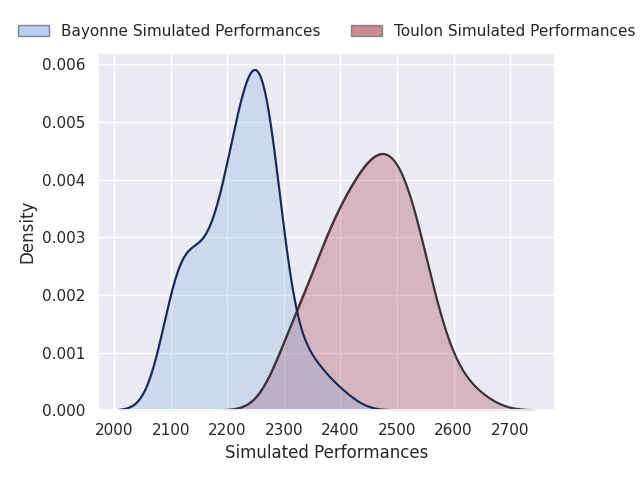 Bayonne Simulated Performances Toulon Simulated Performances
0.006
0.005
0.004
0.003
0.002
0.001
0.000
Density
2000 2100 2200 2300 2400 2500 2600 2700
Simulated Performances